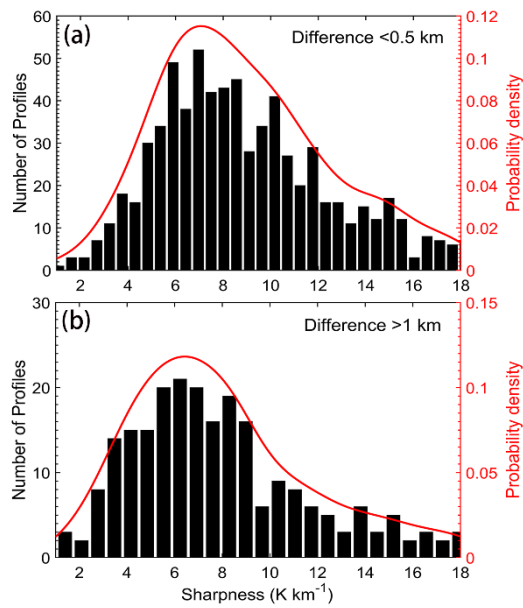 (a)
Difference <0.5 km
Number of Profiles
60
50
40
30
20
10
0
Probability density
0.12
0.1
0.08
0.06
0.04
0.02
0
2 4 6 8 10 12 14 16 18
(b)
Difference >1 km
Number of Profiles
30
20
10
0
Probability density
0.15
0.1
0.05
0
2 4 6 8 10 12 14 16 18
Sharpness (K km⁻¹)